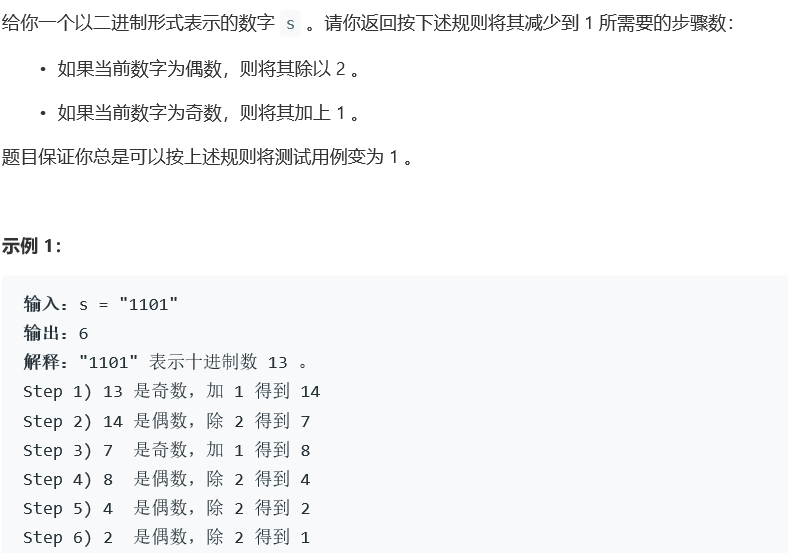 给你一个以二进制形式表示的数字 s 。请你返回按下述规则将其减少到 1 所需要的步骤数：
• 如果当前数字为偶数，则将其除以 2 。
• 如果当前数字为奇数，则将其加上 1 。
题目保证你总是可以按上述规则将测试用例变为 1 。
示例 1：
输入：s = "1101"
输出：6
解释："1101" 表示十进制数 13 。
Step 1) 13 是奇数，加 1 得到 14
Step 2) 14 是偶数，除 2 得到 7
Step 3) 7  是奇数，加 1 得到 8
Step 4) 8  是偶数，除 2 得到 4
Step 5) 4  是偶数，除 2 得到 2
Step 6) 2  是偶数，除 2 得到 1